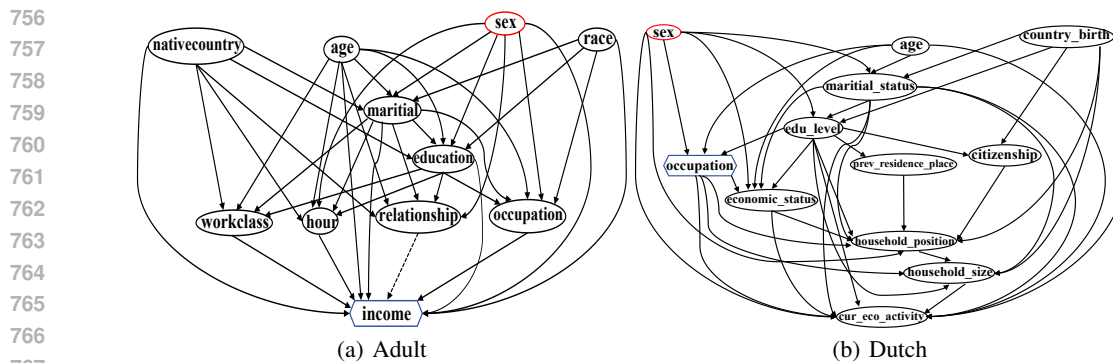 756
757
758
759
760
761
762
763
764
765
766
sex
nativecountry
age
race
maritial
education
workclass
hour
relationship
occupation
income
(a) Adult
sex
age
country_birth
maritial_status
edu_level
occupation
prev_residence_place
citizenship
economic_status
household_position
household_size
cur_eco_activity
(b) Dutch